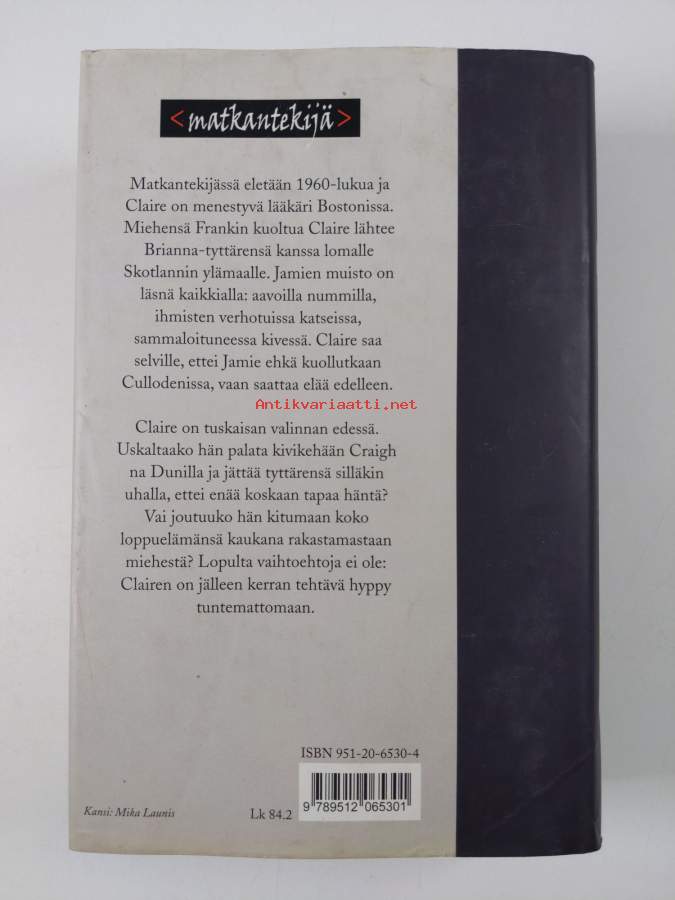 <matkantekijä>
Matkantekijässä eletään 1960-lukua ja
Claire on menestyvä lääkäri Bostonissa.
Miehensä Frankin kuoltua Claire lähtee
Brianna-tyttärensä kanssa lomalle
Skotlannin ylämaalle. Jamien muisto on
läsnä kaikkialla: aavoilla nummilla,
ihmisten verhotuissa katseissa,
sammaloituneessa kivessä. Claire saa
selville, ettei Jamie ehkä kuollutkaan
Cullodenissa, vaan saattaa elää edelleen.
Antikvariaatti.net
Claire on tuskaisan valinnan edessä.
Uskaltaako hän palata kivikehään Craigh
na Dunilla ja jättää tyttärensä silläkin
uhalla, ettei enää koskaan tapaa häntä?
Vai joutuuko hän kitumaan koko
loppuelämänsä kaukana rakastamastaan
miehestä? Lopulta vaihtoehtoja ei ole:
Clairen on jälleen kerran tehtävä hyppy
tuntemattomaan.
ISBN 951-20-6530-4
9 789512 065301
Kansi: Mika Launis
Lk 84.2